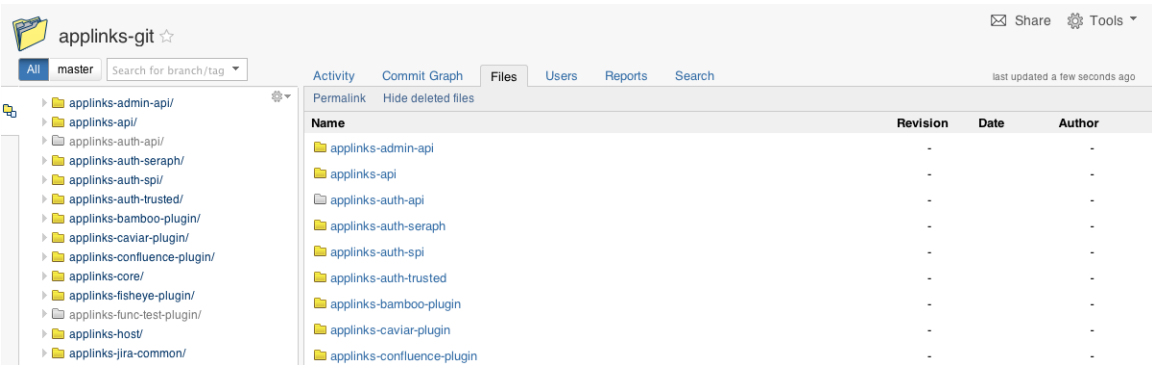 applinks-git
Share Tools
All master Search for branch/tag
Activity Commit Graph Files Users Reports Search
last updated a few seconds ago
applinks-admin-api/
applinks-api/
applinks-auth-api/
applinks-auth-seraph/
applinks-auth-spi/
applinks-auth-trusted/
applinks-bamboo-plugin/
applinks-caviar-plugin/
applinks-confluence-plugin/
applinks-core/
applinks-fisheye-plugin/
applinks-func-test-plugin/
applinks-host/
applinks-jira-common/
Permalink Hide deleted files
Name Revision Date Author
applinks-admin-api - -
applinks-api - -
applinks-auth-api - -
applinks-auth-seraph - -
applinks-auth-spi - -
applinks-auth-trusted - -
applinks-bamboo-plugin - -
applinks-caviar-plugin - -
applinks-confluence-plugin - -